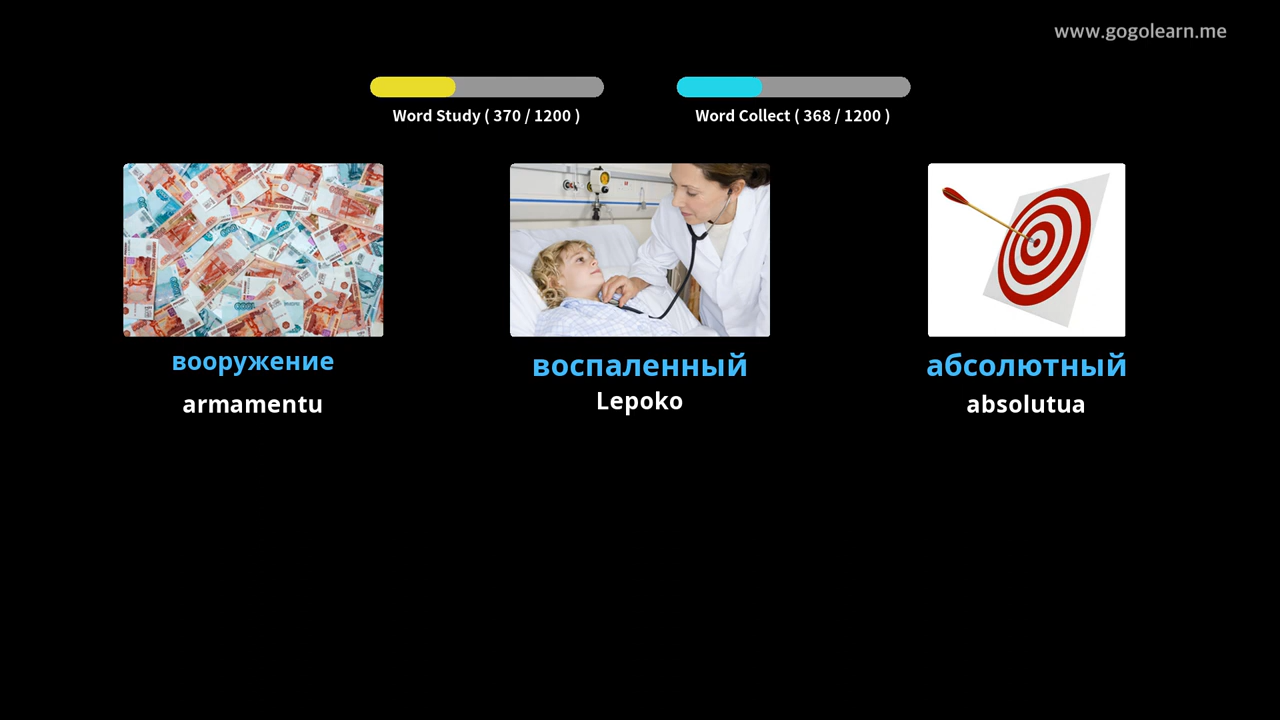 www.gogolearn.me
Word Study ( 370 / 1200 )
Word Collect ( 368 / 1200 )
вооружение
воспаленный
абсолютный
armamentu
Lepoko
absolutua